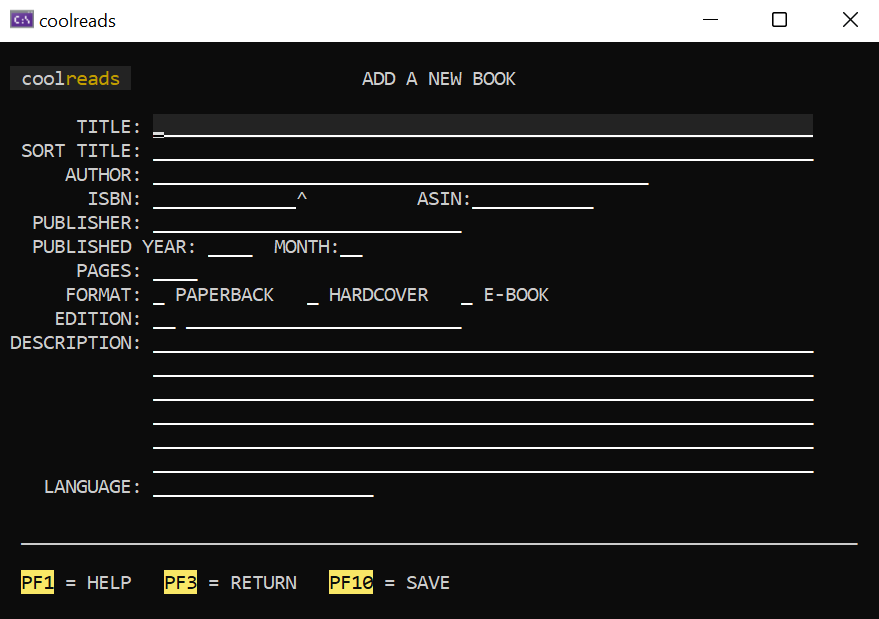 C:\ coolreads
coolreads ADD A NEW BOOK
TITLE:
SORT TITLE:
AUTHOR:
ISBN: ^ ASIN:
PUBLISHER:
PUBLISHED YEAR: MONTH:
PAGES:
FORMAT: _ PAPERBACK _ HARDCOVER _ E-BOOK
EDITION:
DESCRIPTION:
LANGUAGE:
PF1 = HELP PF3 = RETURN PF10 = SAVE